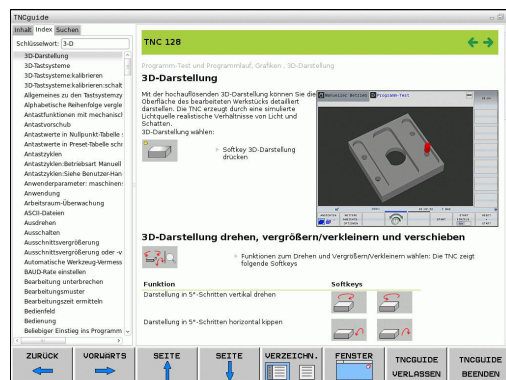 TNCguide
Inhalt Index Suchen
Schlüsselwort: 3-D
3D-Darstellung
3D-Tastsysteme
3D-Tastsysteme:kalibrieren
3D-Tastsysteme:kalibrieren:schalt
Allgemeines zu den Tastsystemzy
Alphabetische Reihenfolge vergle
Antastfunktionen mit mechanisch
Antastvorschub
Antastwerte in Nullpunkt-Tabelle s
Antastwerte in Preset-Tabelle schr
Antastzyklen
Antastzyklen:Betriebsart Manuell
Antastzyklen:Siehe Benutzer-Han
Anwenderparameter: maschinen
Anwendung
Arbeitsraum-Überwachung
ASCII-Dateien
Ausdrehen
Ausschalten
Ausschnittsvergrößerung
Ausschnittsvergrößerung oder -v
Automatische Werkzeug-Vermess
BAUD-Rate einstellen
Bearbeitung unterbrechen
Bearbeitungsmuster
Bearbeitungszeit ermitteln
Bedienfeld
Bedienung
Beliebiger Einstieg ins Programm
TNC 128
Programm-Test und Programmlauf, Grafiken , 3D-Darstellung
3D-Darstellung
Mit der hochauflösenden 3D-Darstellung können Sie die
Oberfläche des bearbeiteten Werkstücks detailliert
darstellen. Die TNC erzeugt durch eine simulierte
Lichtquelle realistische Verhältnisse von Licht und
Schatten.
3D-Darstellung wählen:
Softkey 3D-Darstellung
drücken
Manueller Betrieb Programm-Test
3D-Darstellung drehen, vergrößern/verkleinern und verschieben
Funktionen zum Drehen und Vergrößern/Verkleinern wählen: Die TNC zeigt
folgende Softkeys
Funktion Softkeys
Darstellung in 5°-Schritten vertikal drehen
Darstellung in 5°-Schritten horizontal kippen
ZURÜCK VORWÄRTS SEITE SEITE VERZEICHN. FENSTER TNCGUIDE TNCGUIDE
VERLASSEN BEENDEN